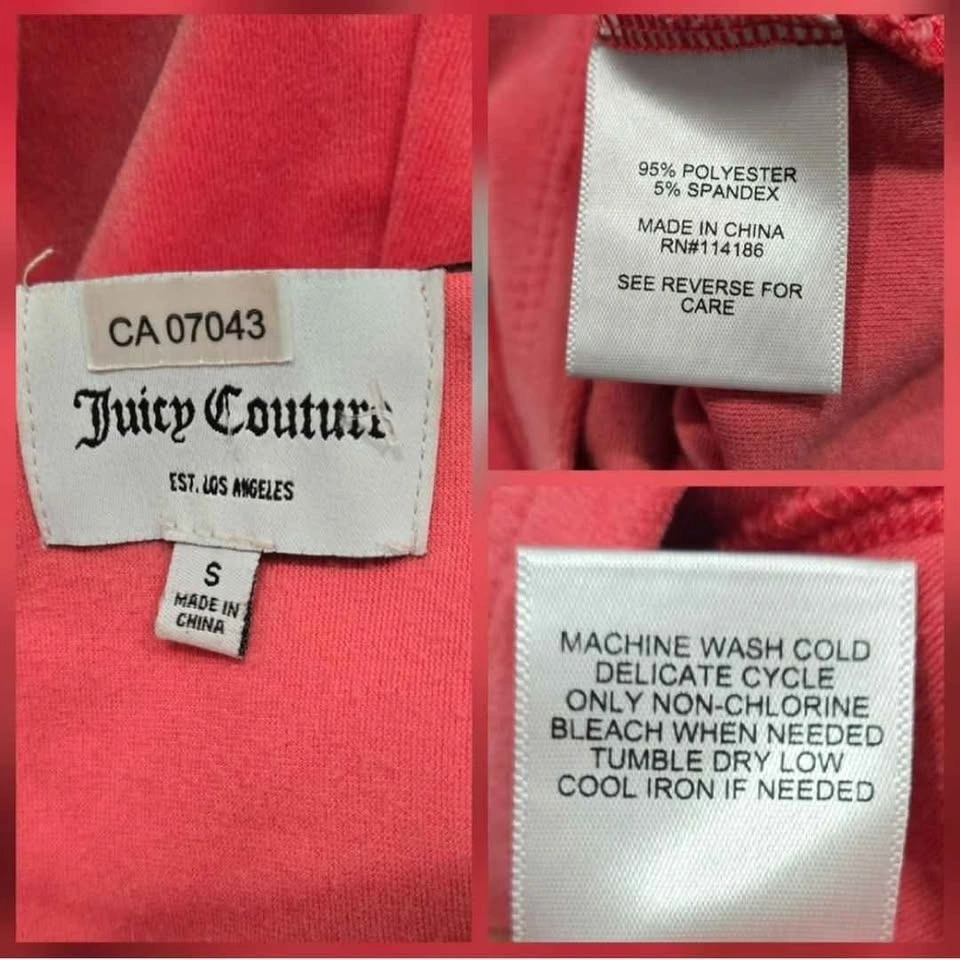 CA 07043
Juicy Couture
EST. LOS ANGELES
S
MADE IN
CHINA
95% POLYESTER
5% SPANDEX
MADE IN CHINA
RN#114186
SEE REVERSE FOR
CARE
MACHINE WASH COLD
DELICATE CYCLE
ONLY NON-CHLORINE
BLEACH WHEN NEEDED
TUMBLE DRY LOW
COOL IRON IF NEEDED